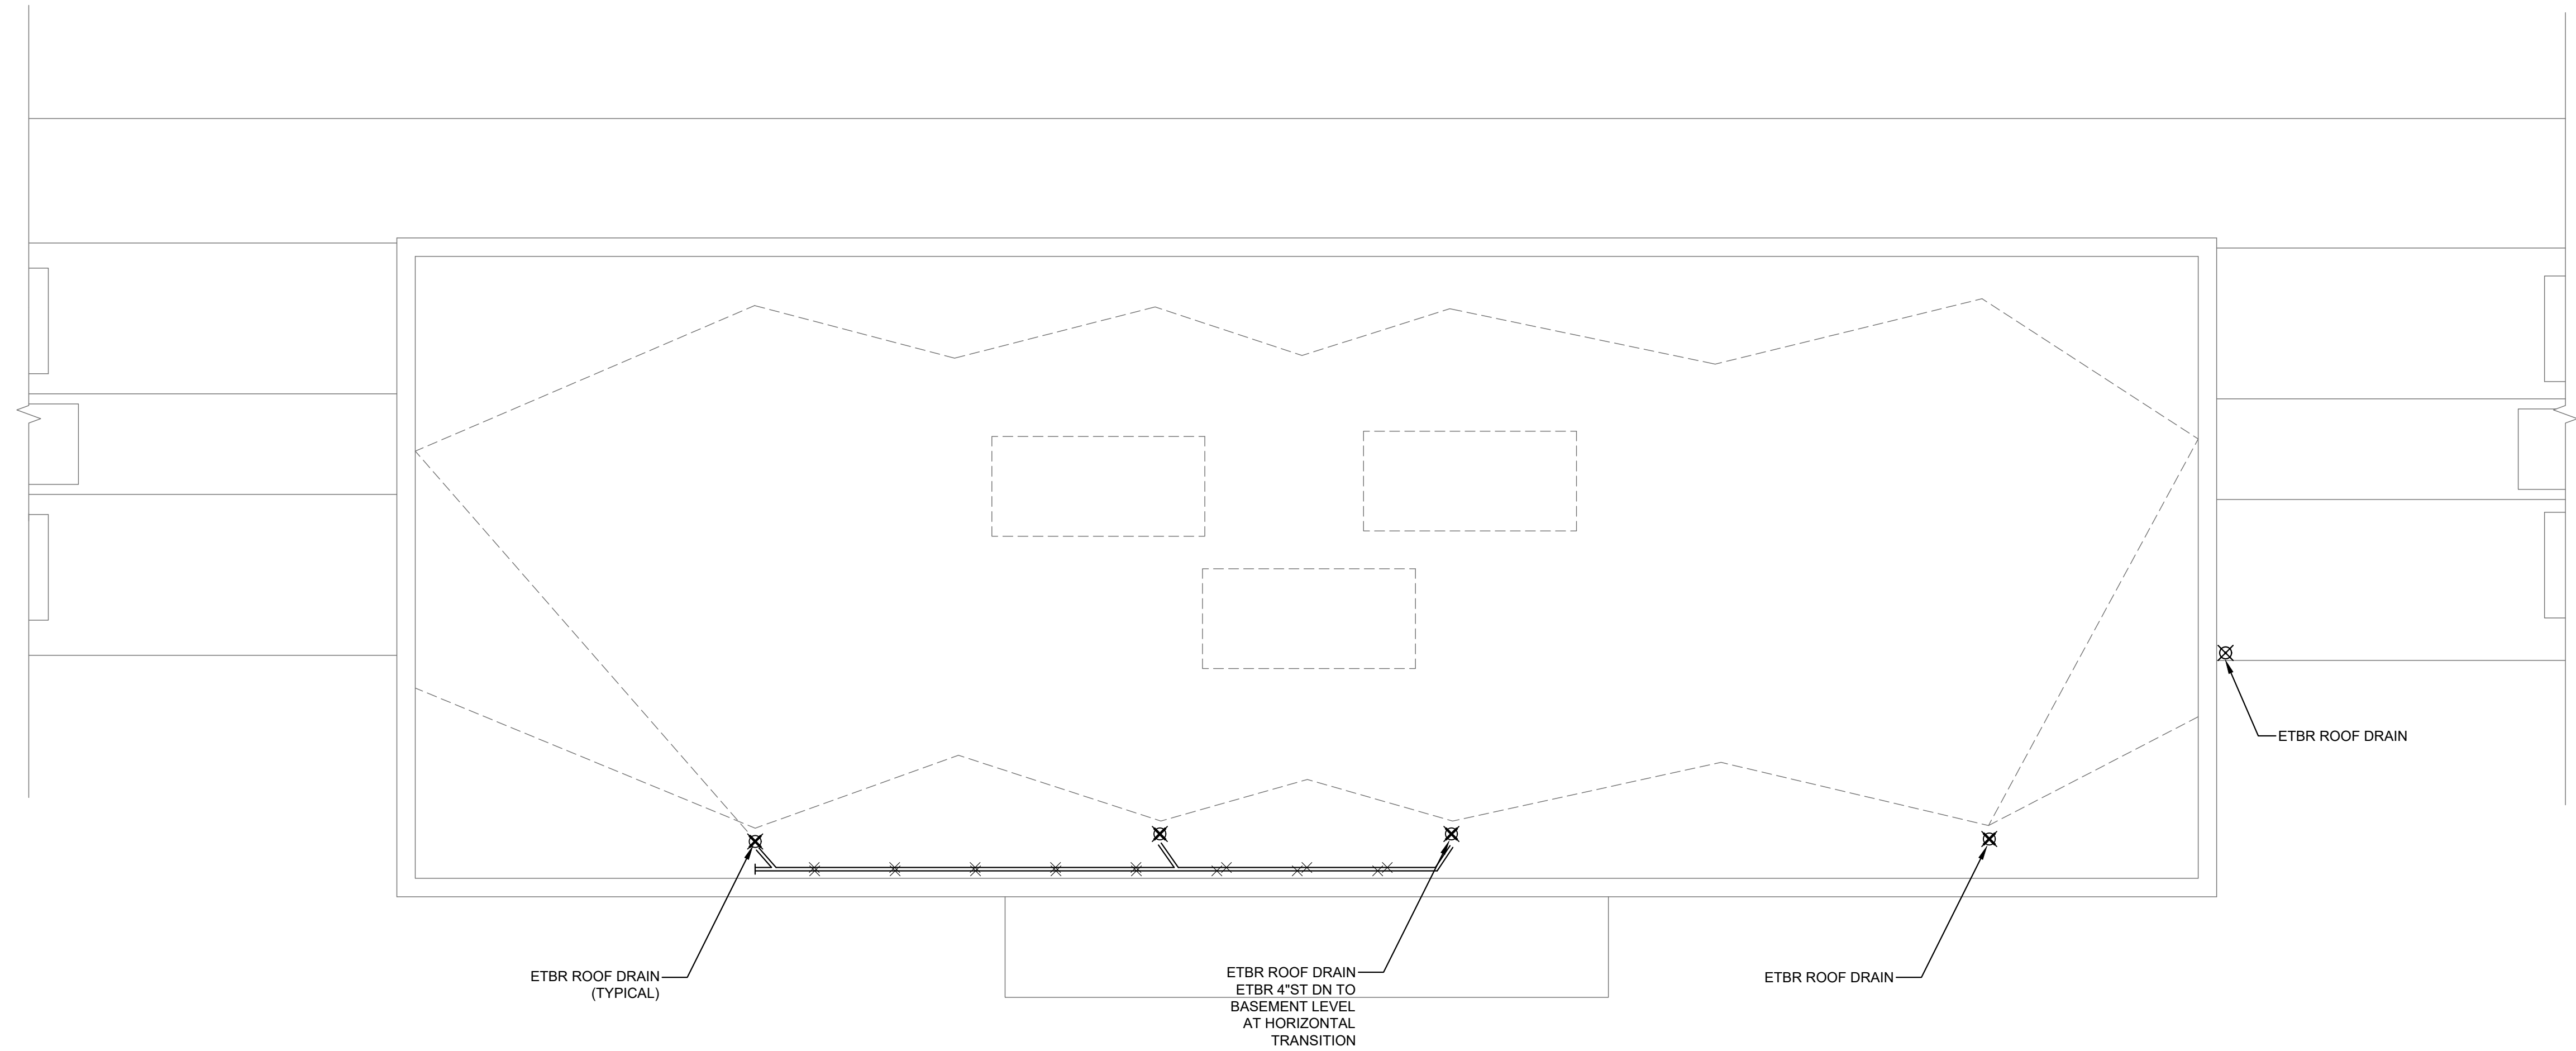 ETBR ROOF DRAIN
ETBR ROOF DRAIN
(TYPICAL)
ETBR ROOF DRAIN
ETBR 4"ST DN TO
BASEMENT LEVEL
AT HORIZONTAL
TRANSITION
ETBR ROOF DRAIN